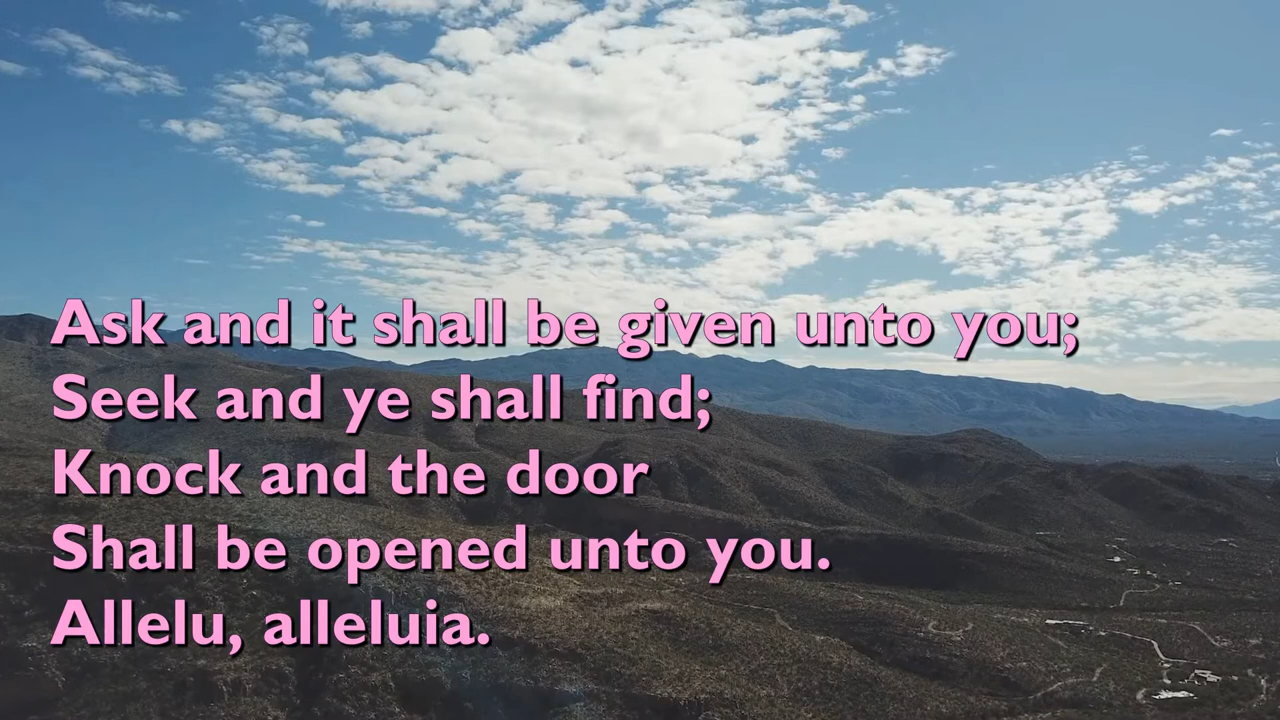 Ask and it shall be given unto you;
Seek and ye shall find;
Knock and the door
Shall be opened unto you.
Allelu, alleluia.